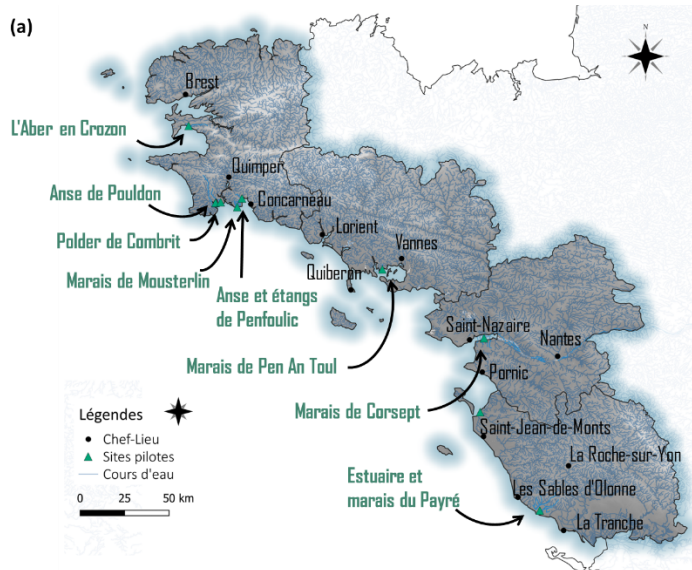 (a)
N
Brest
L'Aber en Crozon
Quimper
Anse de Pouldon
Concarneau
Polder de Combrit
Lorient
Marais de Mousterlin
Vannes
Quiberon
Anse et étangs
de Penfoulic
Saint-Nazaire
Nantes
Marais de Pen An Toul
Pornic
Marais de Corsept
Légendes
Chef-Lieu
Sites pilotes
Cours d'eau
0
25
50 km
Saint-Jean-de-Monts
La Roche-sur-Yon
Estuaire et
marais du Payré
Les Sables d'Olonne
La Tranche